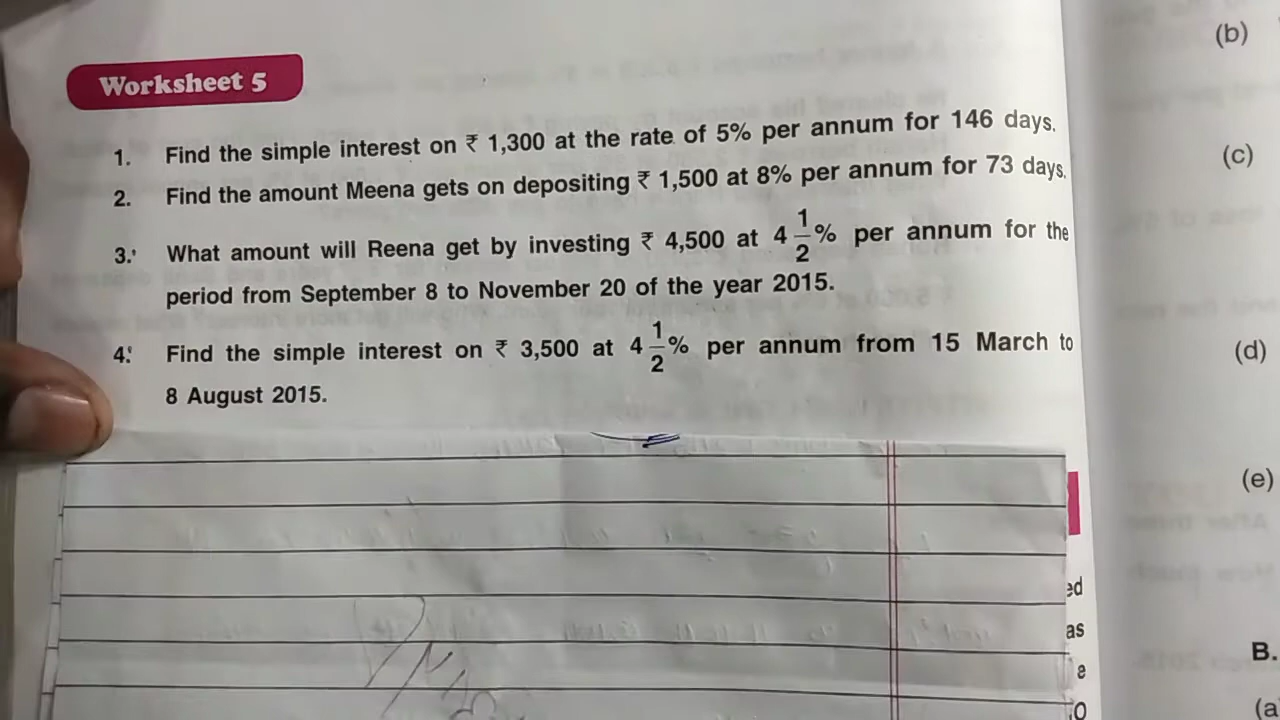 Worksheet 5
1. Find the simple interest on ₹ 1,300 at the rate of 5% per annum for 146 days.
2. Find the amount Meena gets on depositing ₹ 1,500 at 8% per annum for 73 days.
3. What amount will Reena get by investing ₹ 4,500 at 4 1/2 % per annum for the
period from September 8 to November 20 of the year 2015.
4. Find the simple interest on ₹ 3,500 at 4 1/2 % per annum from 15 March to
8 August 2015.
ed
as
e
(b)
(c)
(d)
(e)
B.
(a